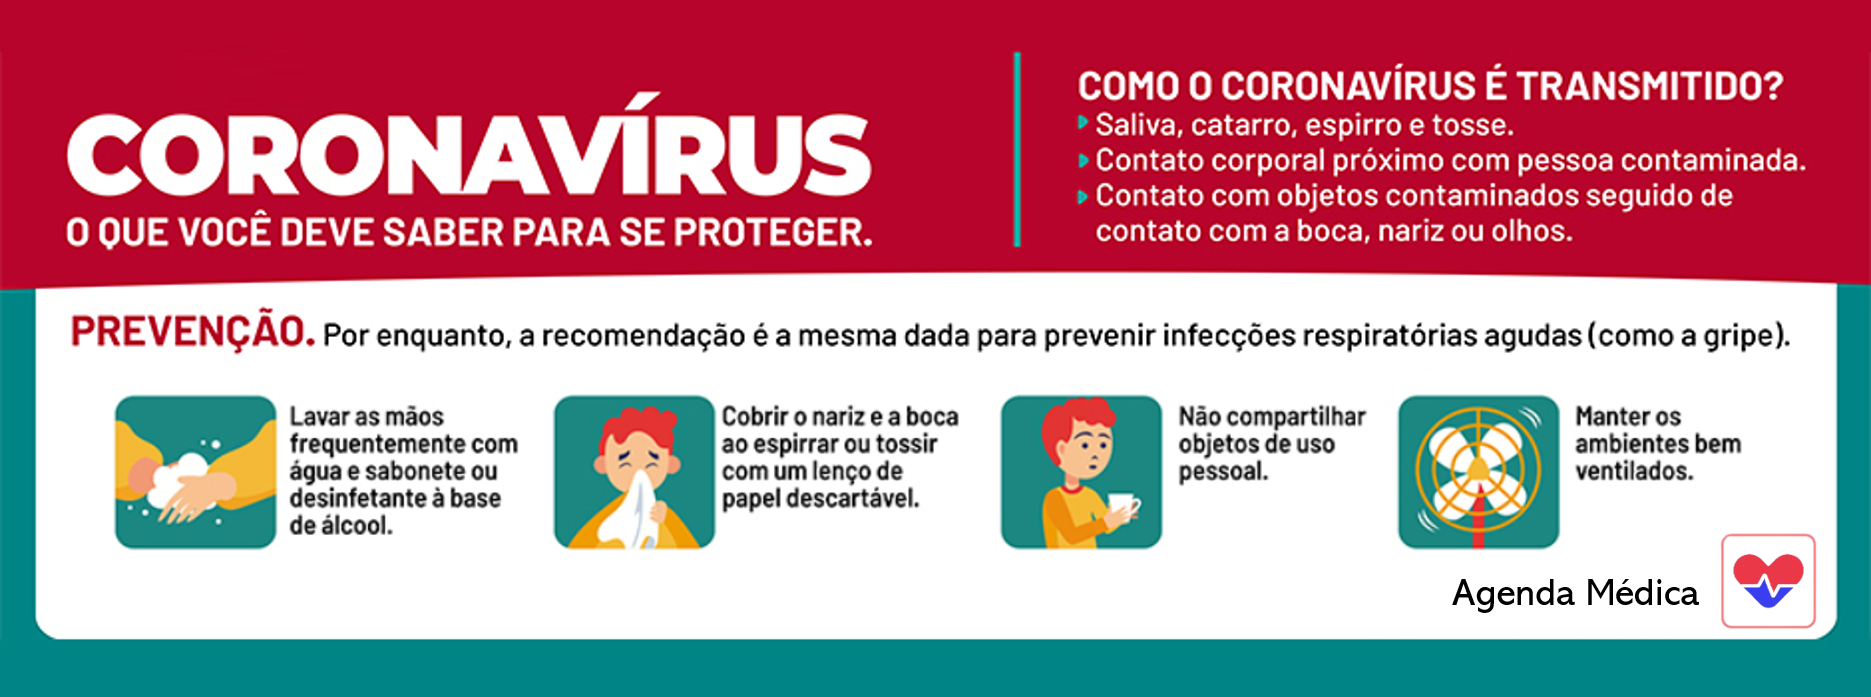 CORONAVÍRUS
O QUE VOCÊ DEVE SABER PARA SE PROTEGER.
COMO O CORONAVÍRUS É TRANSMITIDO?
Saliva, catarro, espirro e tosse.
Contato corporal próximo com pessoa contaminada.
Contato com objetos contaminados seguido de
contato com a boca, nariz ou olhos.
PREVENÇÃO. Por enquanto, a recomendação é a mesma dada para prevenir infecções respiratórias agudas (como a gripe).
Lavar as mãos
frequentemente com
água e sabonete ou
desinfetante à base
de álcool.
Cobrir o nariz e a boca
ao espirrar ou tossir
com um lenço de
papel descartável.
Não compartilhar
objetos de uso
pessoal.
Manter os
ambientes bem
ventilados.
Agenda Médica